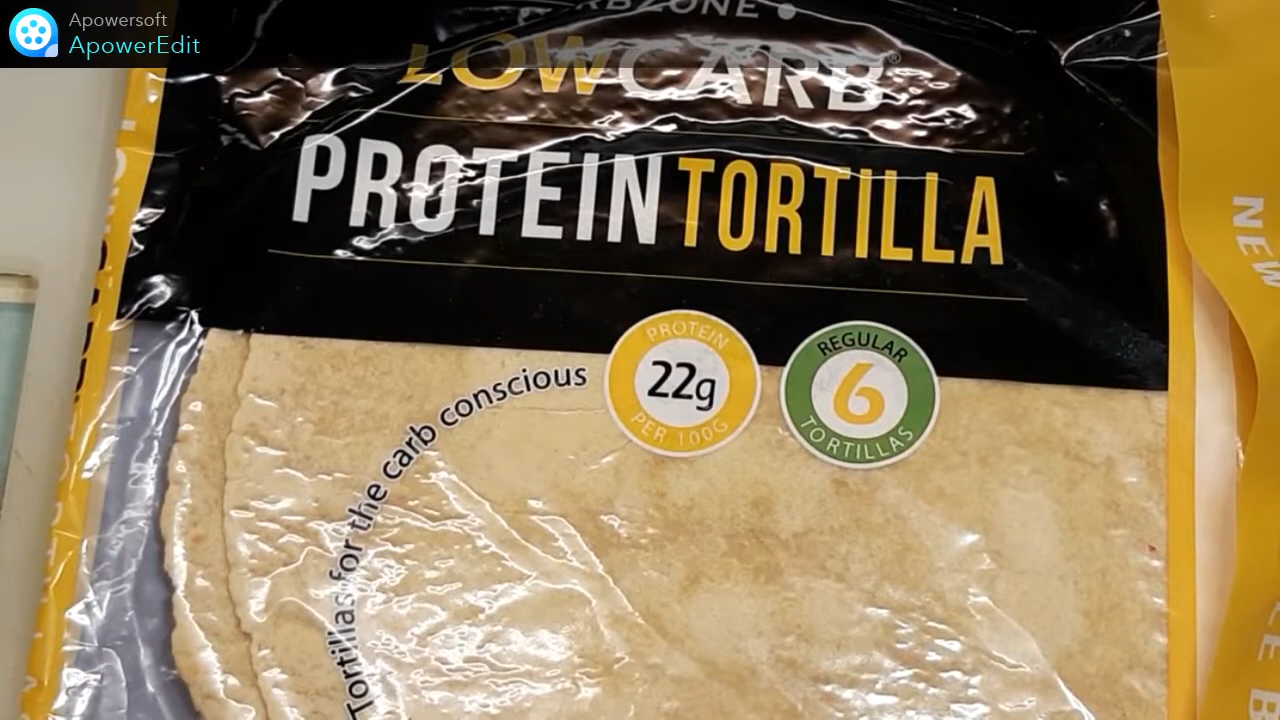 Apowersoft
ApowerEdit
LOWCARB®
PROTEIN TORTILLA
PROTEIN
22g
PER 100G
REGULAR
6
TORTILLAS
Tortillas for the carb conscious
NEW